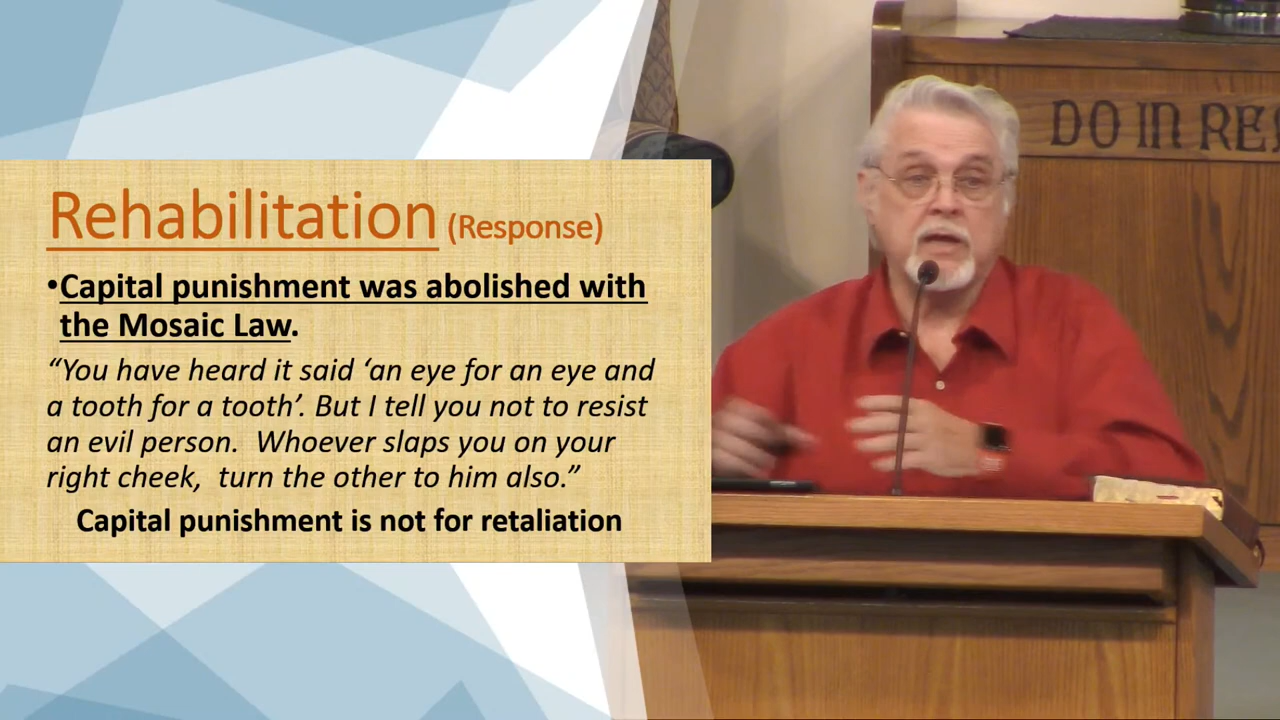 Rehabilitation (Response)
•Capital punishment was abolished with
the Mosaic Law.
“You have heard it said ‘an eye for an eye and
a tooth for a tooth’. But I tell you not to resist
an evil person.  Whoever slaps you on your
right cheek,  turn the other to him also.”
Capital punishment is not for retaliation
DO IN RE